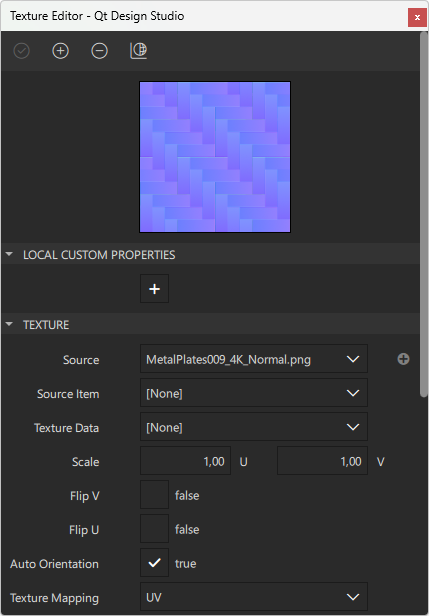 Texture Editor - Qt Design Studio
x
LOCAL CUSTOM PROPERTIES
+
TEXTURE
Source MetalPlates009_4K_Normal.png
Source Item [None]
Texture Data [None]
Scale 1,00 U 1,00 V
Flip V false
Flip U false
Auto Orientation true
Texture Mapping UV